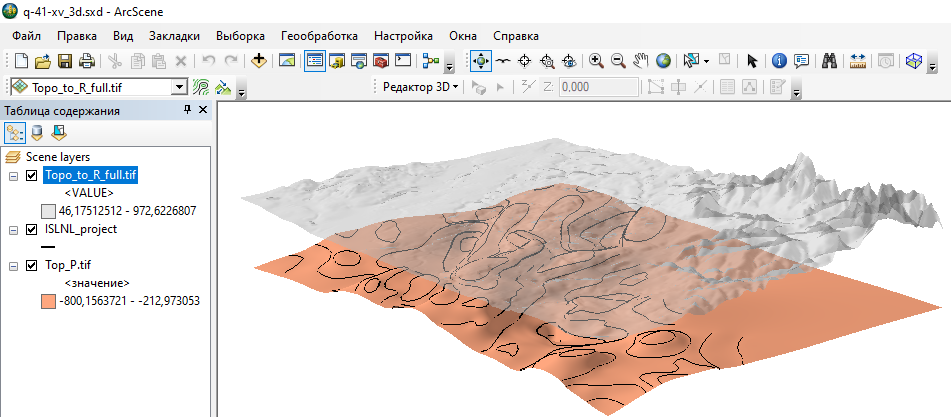 q-41-xv_3d.sxd - ArcScene
Файл Правка Вид Закладки Выборка Геообработка Настройка Окна Справка
Topo_to_R_full.tif
Редактор 3D
Z:
0,000
Таблица содержания
Scene layers
Topo_to_R_full.tif
<VALUE>
46,17512512 - 972,6226807
ISLNL_project
Top_P.tif
<значение>
-800,1563721 - -212,973053